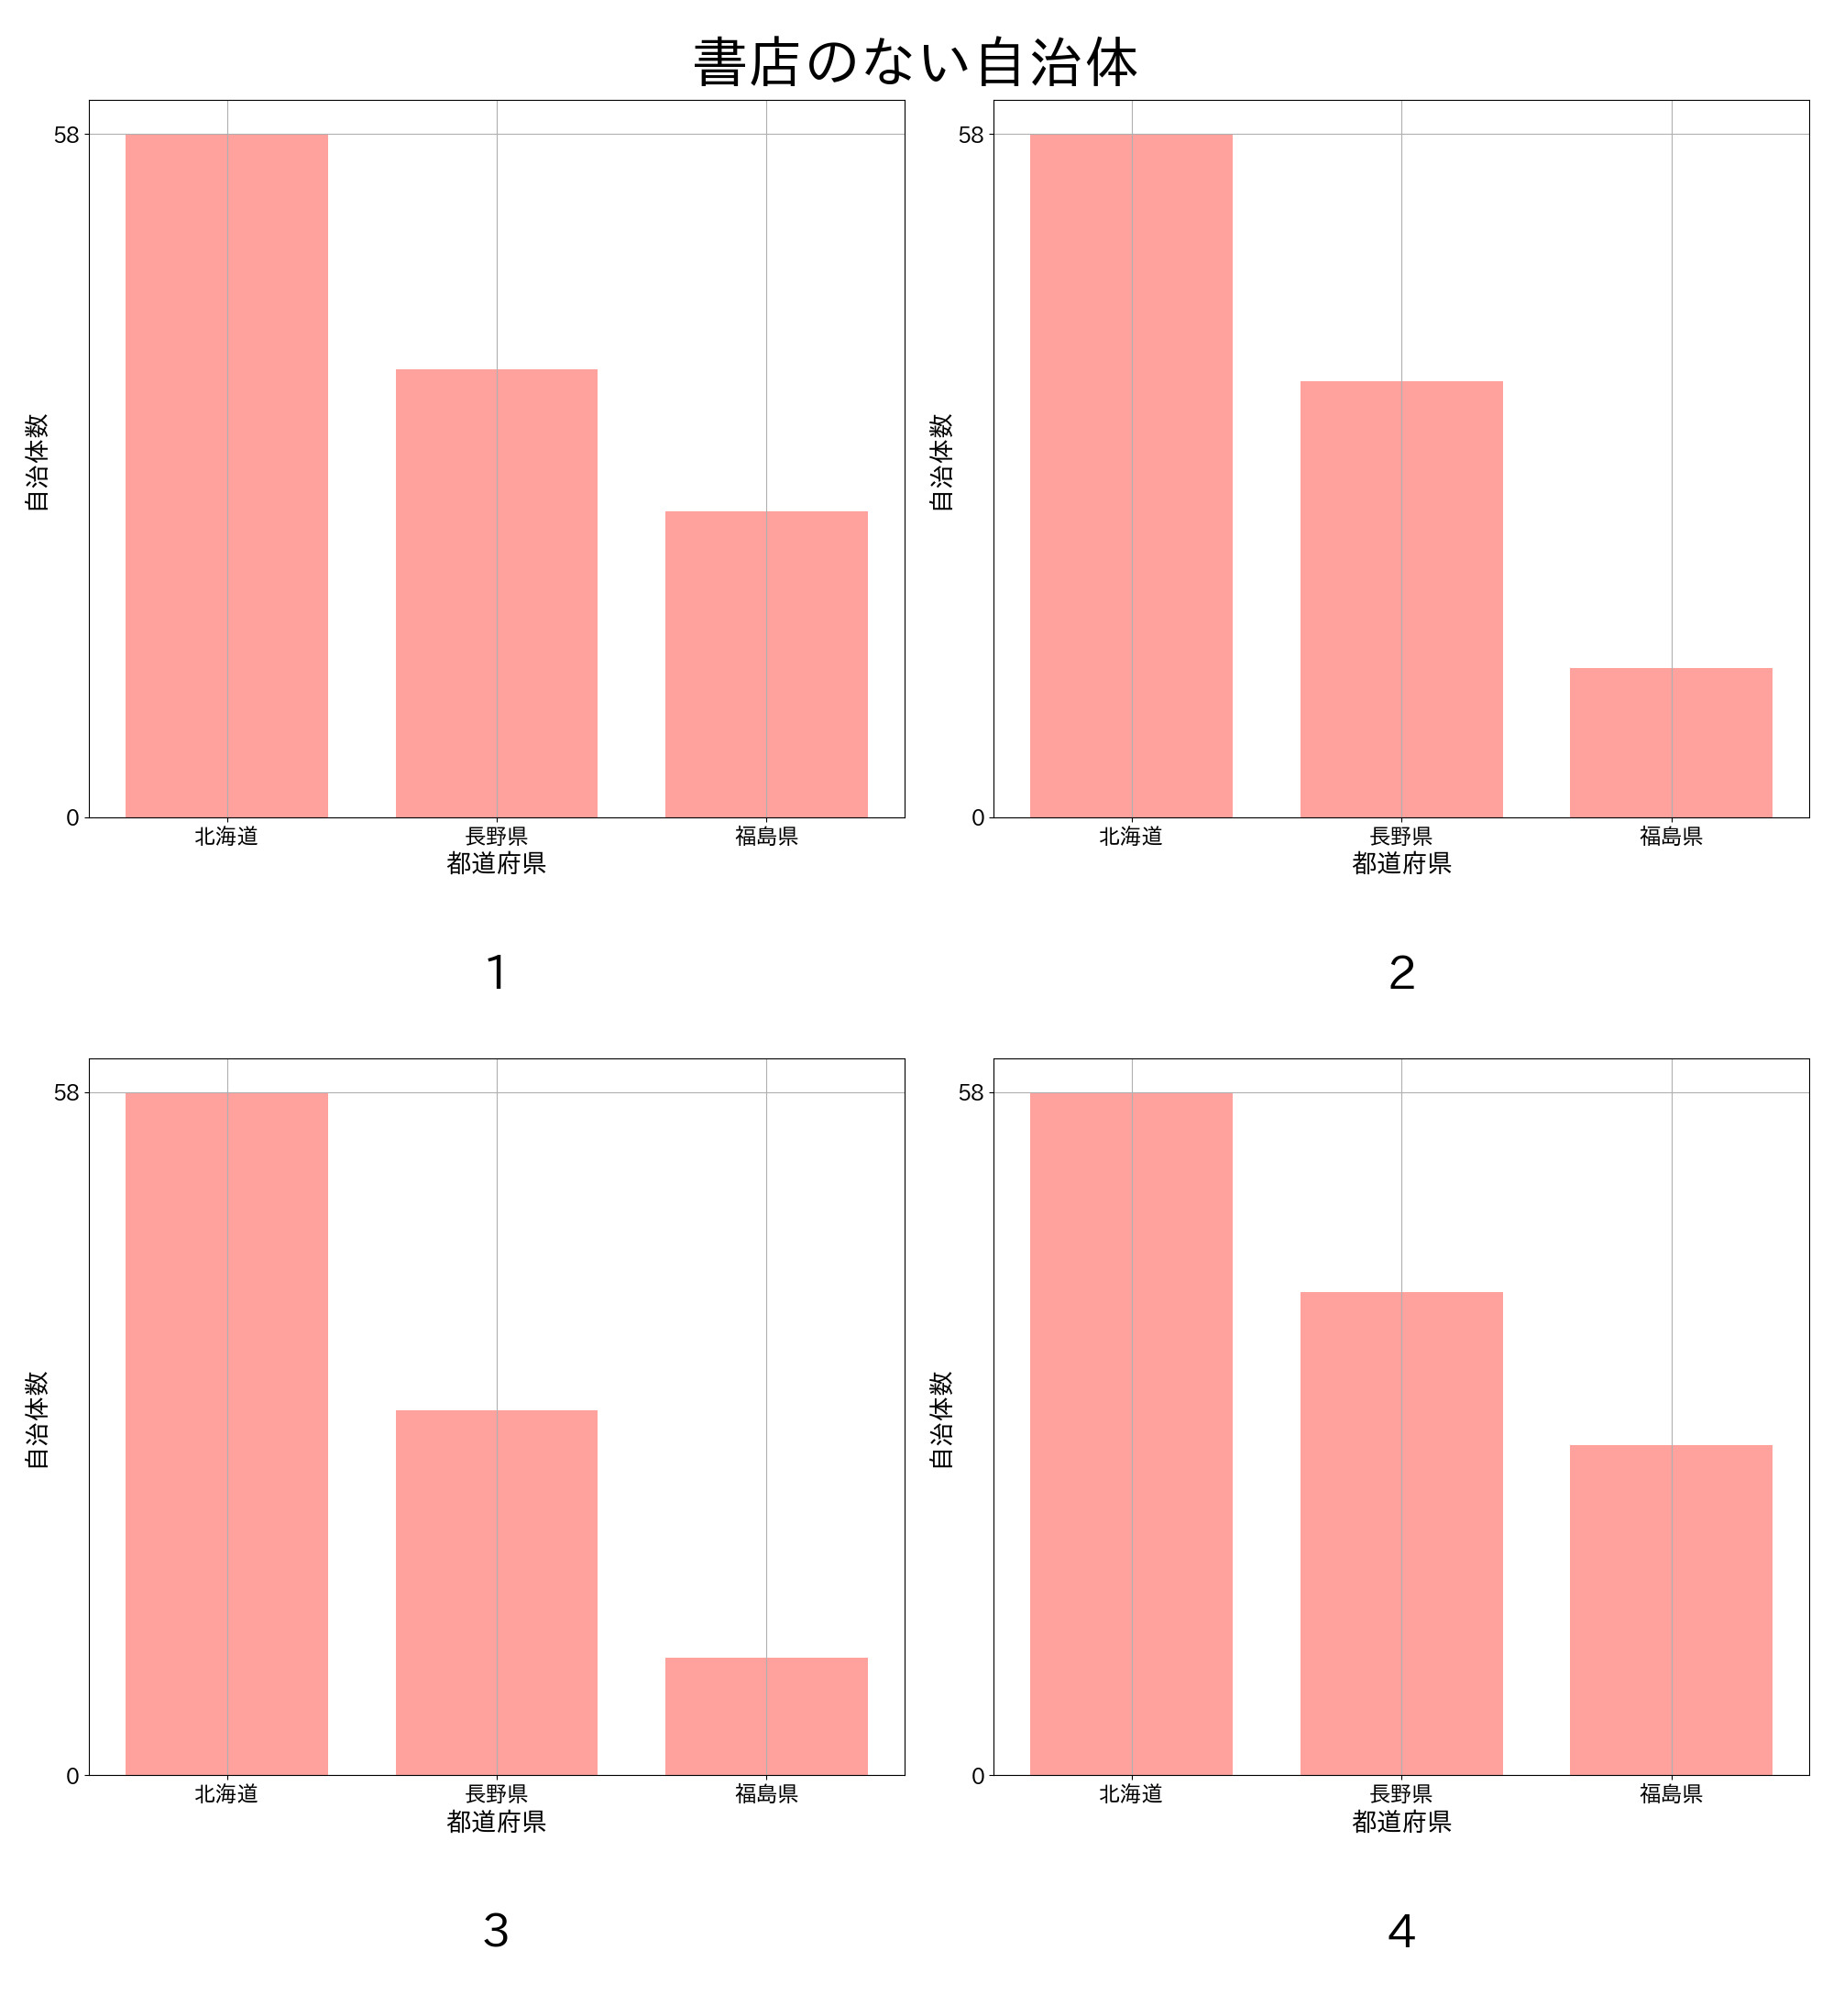 書店のない自治体
58
0
自治体数
北海道 長野県 福島県
都道府県
1
58
0
自治体数
北海道 長野県 福島県
都道府県
2
58
0
自治体数
北海道 長野県 福島県
都道府県
3
58
0
自治体数
北海道 長野県 福島県
都道府県
4